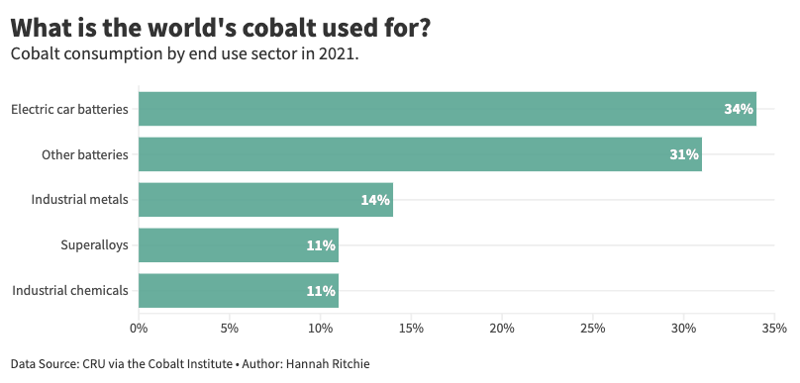 What is the world's cobalt used for?
Cobalt consumption by end use sector in 2021.
Electric car batteries 34%
Other batteries 31%
Industrial metals 14%
Superalloys 11%
Industrial chemicals 11%
0% 5% 10% 15% 20% 25% 30% 35%
Data Source: CRU via the Cobalt Institute • Author: Hannah Ritchie